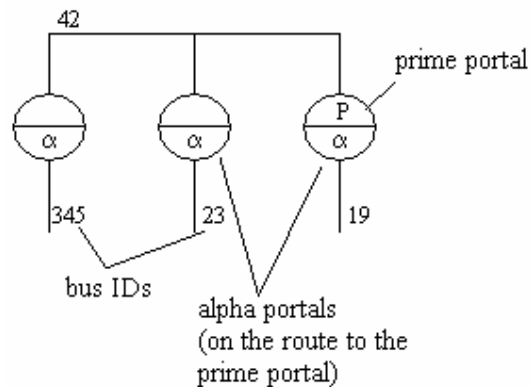 42
prime portal
P
α
α
α
345
23
19
bus IDs
alpha portals
(on the route to the
prime portal)